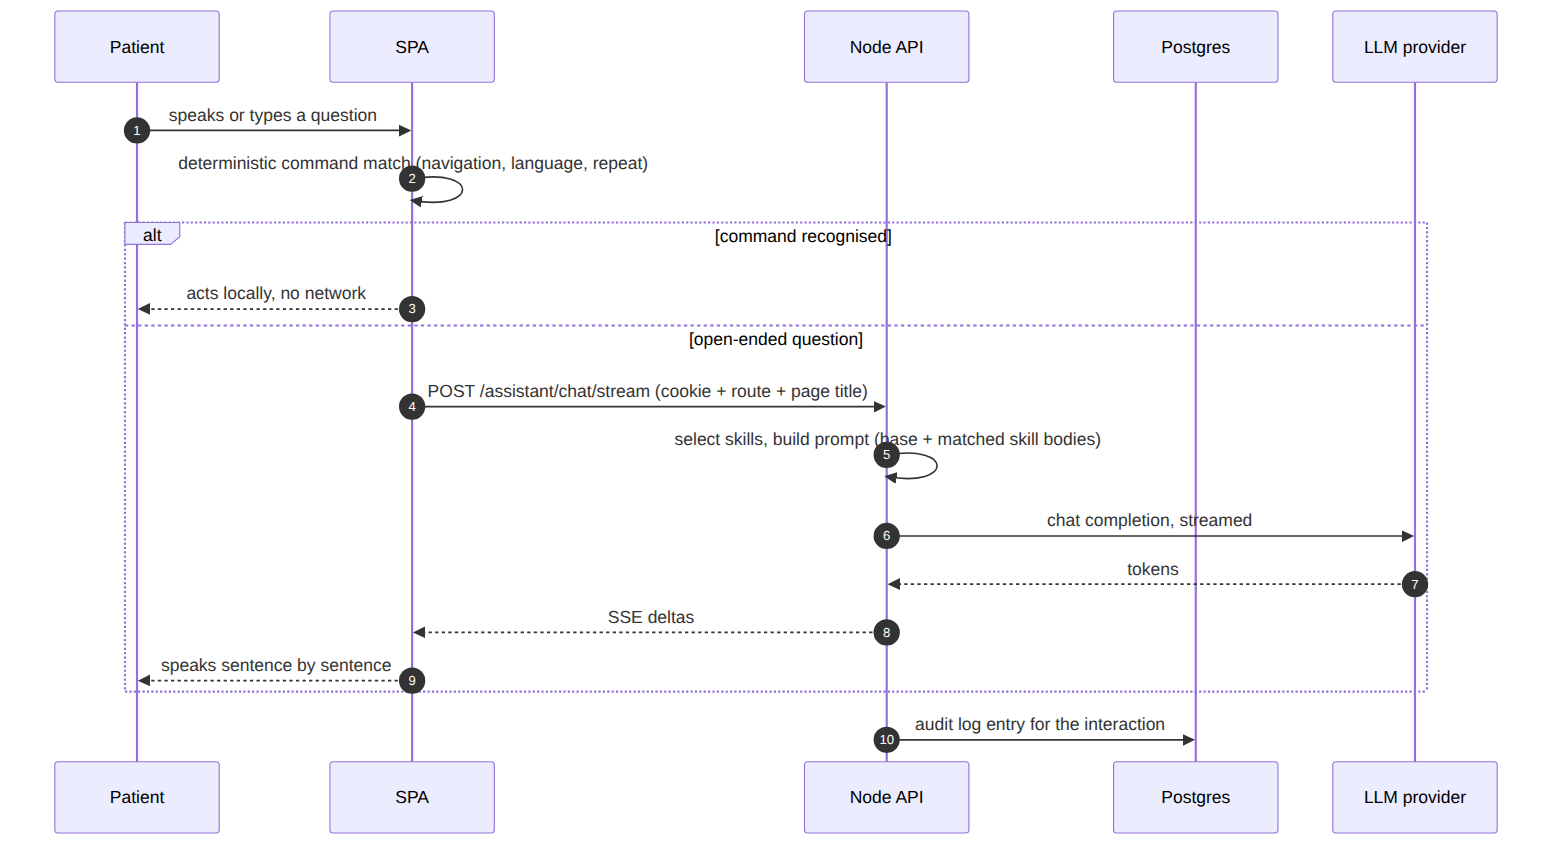 Patient
SPA
Node API
Postgres
LLM provider
speaks or types a question
1
deterministic command match (navigation, language, repeat)
2
alt
[command recognised]
acts locally, no network
3
[open-ended question]
POST /assistant/chat/stream (cookie + route + page title)
4
select skills, build prompt (base + matched skill bodies)
5
chat completion, streamed
6
tokens
7
SSE deltas
8
speaks sentence by sentence
9
audit log entry for the interaction
10
Patient
SPA
Node API
Postgres
LLM provider